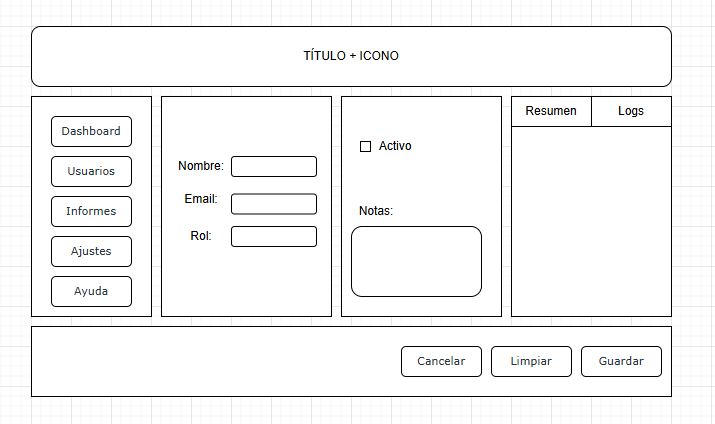 TÍTULO + ICONO
Dashboard
Usuarios
Informes
Ajustes
Ayuda
Nombre:
Email:
Rol:
Activo
Notas:
Resumen
Logs
Cancelar
Limpiar
Guardar